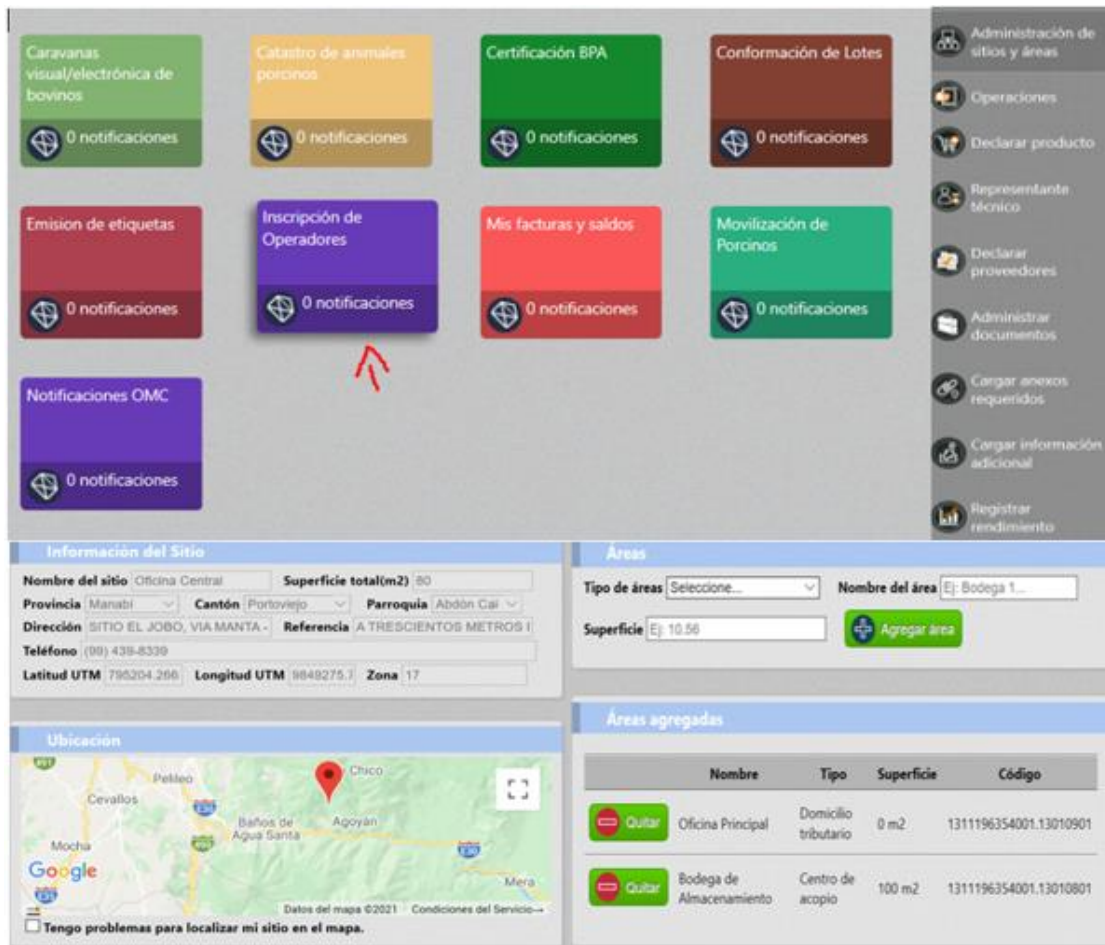 Caravanas
visual/electrónica de
bovinos
0 notificaciones
Catastro de animales
porcinos
0 notificaciones
Certificación BPA
0 notificaciones
Conformación de Lotes
0 notificaciones
Emision de etiquetas
0 notificaciones
Inscripción de
Operadores
0 notificaciones
Mis facturas y saldos
0 notificaciones
Movilización de
Porcinos
0 notificaciones
Notificaciones OMC
0 notificaciones
Administración de
sitios y áreas
Operaciones
Declarar producto
Representante
técnico
Declarar
proveedores
Administrar
documentos
Cargar anexos
requeridos
Cargar información
adicional
Registrar
rendimiento
Información del Sitio
Nombre del sitio Oficina Central Superficie total(m2) 80
Provincia Manabí Cantón Portoviejo Parroquia Abdón Cal
Dirección SITIO EL JOBO, VIA MANTA - Referencia A TRESCIENTOS METROS
Teléfono (99) 439-8339
Latitud UTM 795204.266 Longitud UTM 9849275.7 Zona 17
Ubicación
Chico
Pelileo
Cevallos
Baños de
Agua Santa
Agoyán
Mocha
Google
Mera
Datos del mapa ©2021 Condiciones del Servicio
Tengo problemas para localizar mi sitio en el mapa.
Áreas
Tipo de áreas Seleccione... Nombre del área Ej: Bodega 1...
Superficie Ej: 10.56 Agregar área
Áreas agregadas
Nombre Tipo Superficie Código
Quitar Oficina Principal Domicilio tributario 0 m2 1311196354001.13010901
Quitar Bodega de Almacenamiento Centro de acopio 100 m2 1311196354001.13010801